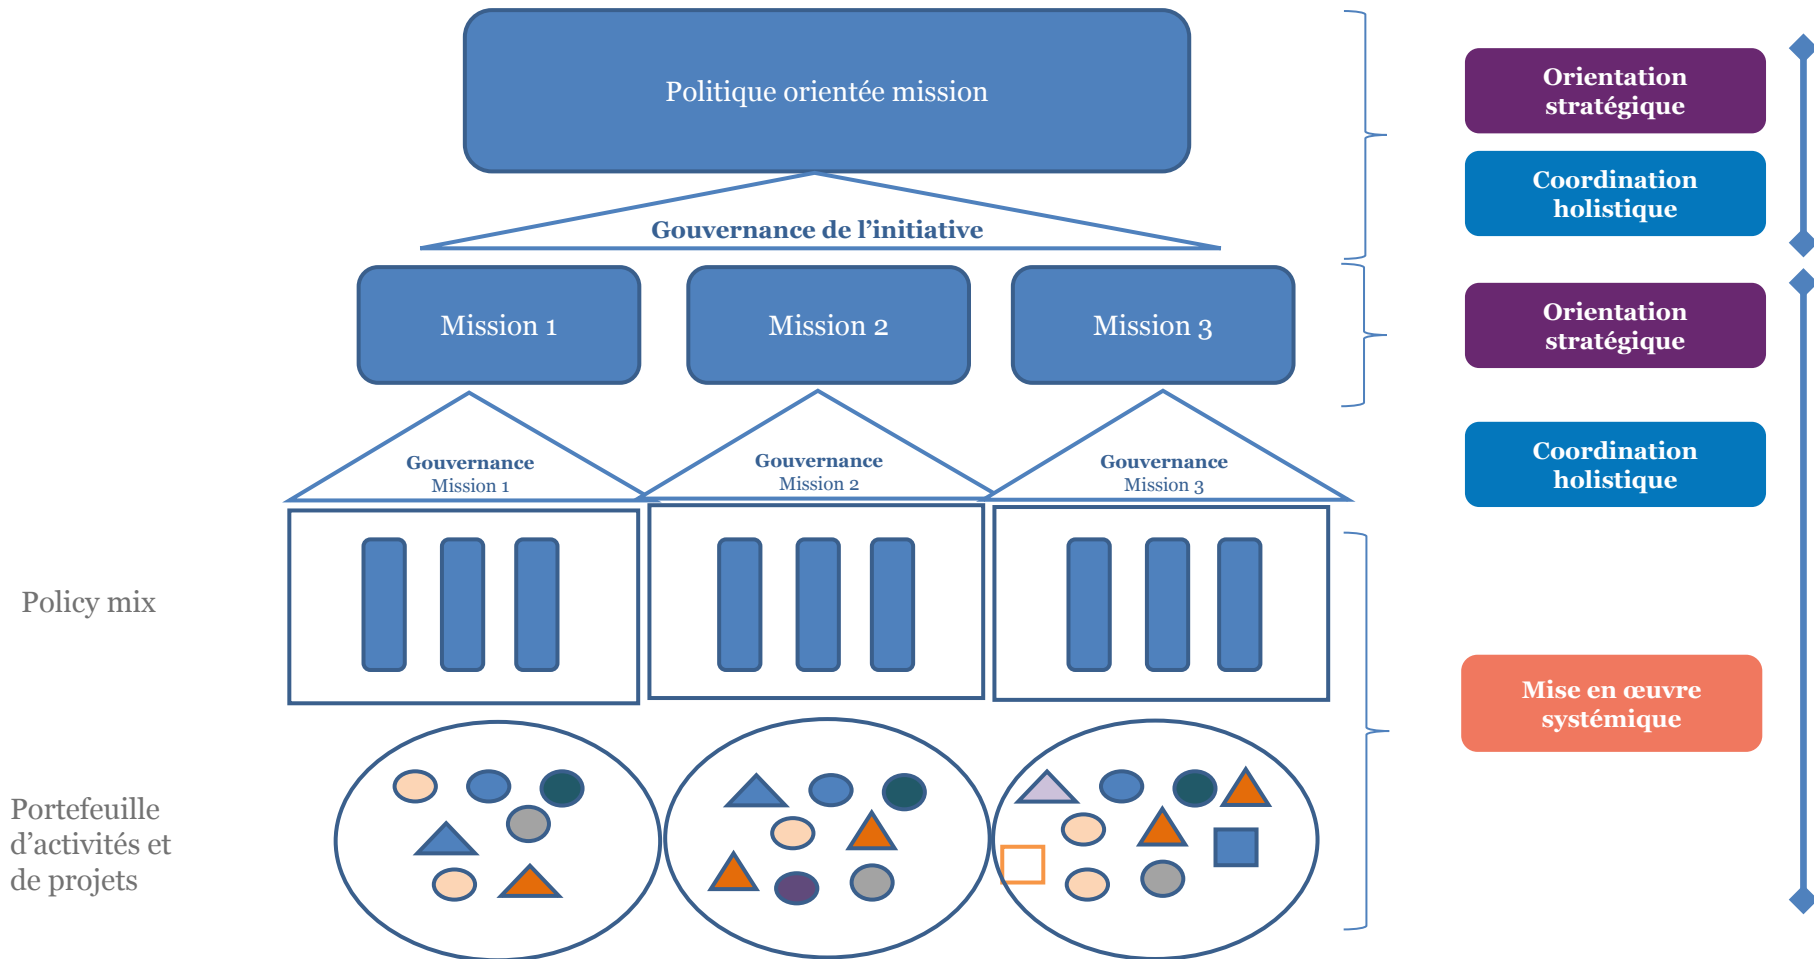 Politique orientée mission
Gouvernance de l’initiative
Mission 1
Mission 2
Mission 3
Gouvernance
Mission 1
Gouvernance
Mission 2
Gouvernance
Mission 3
Policy mix
Portefeuille
d’activités et
de projets
Orientation
stratégique
Coordination
holistique
Orientation
stratégique
Coordination
holistique
Mise en œuvre
systémique